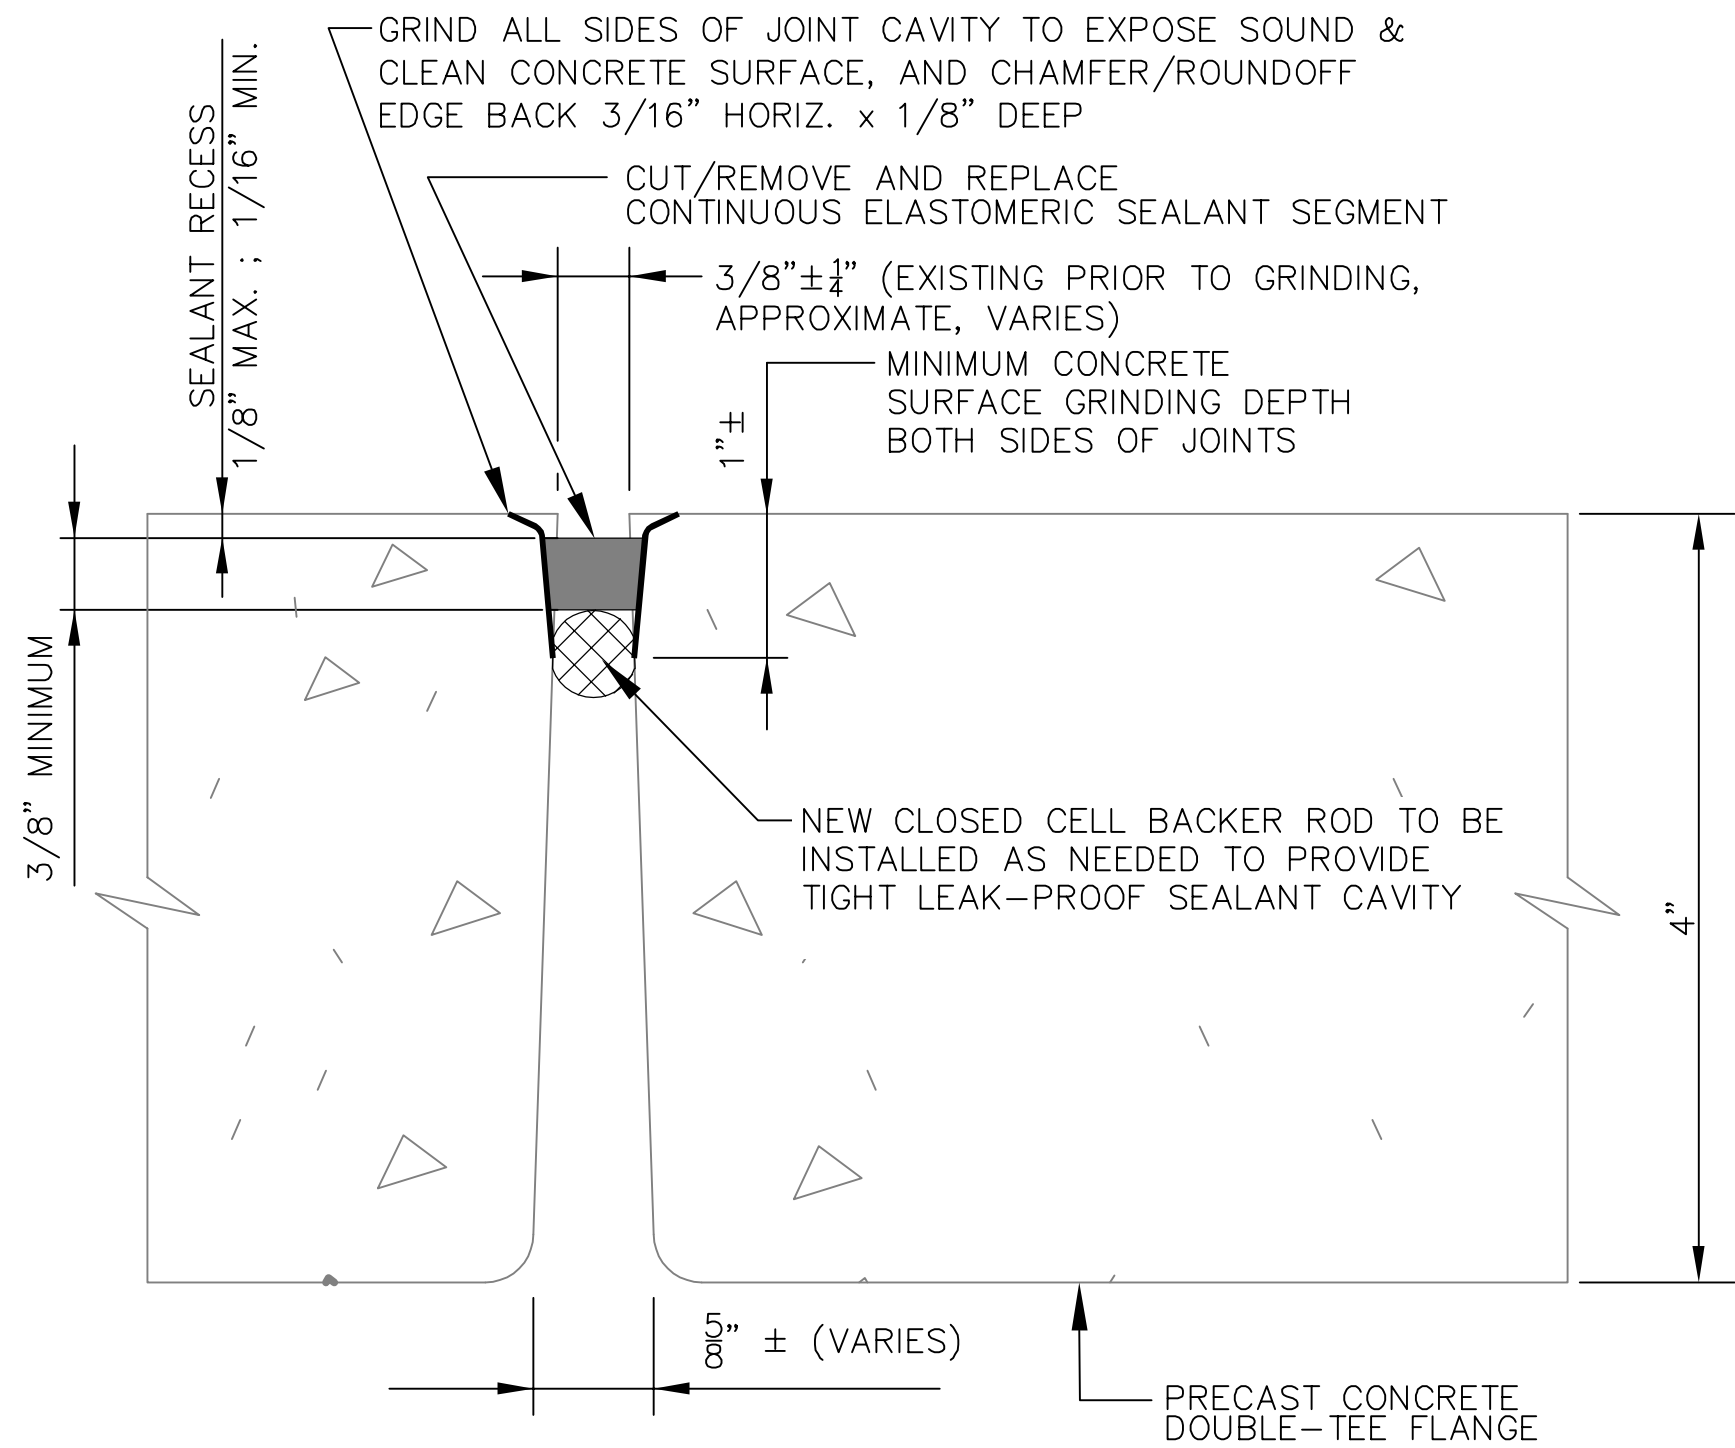 GRIND ALL SIDES OF JOINT CAVITY TO EXPOSE SOUND &
CLEAN CONCRETE SURFACE, AND CHAMFER/ROUNDOFF
EDGE BACK 3/16" HORIZ. x 1/8" DEEP
SEALANT RECESS
1/8" MAX. ; 1/16" MIN.
CUT/REMOVE AND REPLACE
CONTINUOUS ELASTOMERIC SEALANT SEGMENT
3/8"±1/4" (EXISTING PRIOR TO GRINDING,
APPROXIMATE, VARIES)
MINIMUM CONCRETE
SURFACE GRINDING DEPTH
BOTH SIDES OF JOINTS
1"±
3/8" MINIMUM
NEW CLOSED CELL BACKER ROD TO BE
INSTALLED AS NEEDED TO PROVIDE
TIGHT LEAK-PROOF SEALANT CAVITY
4"
5/8" ± (VARIES)
PRECAST CONCRETE
DOUBLE-TEE FLANGE